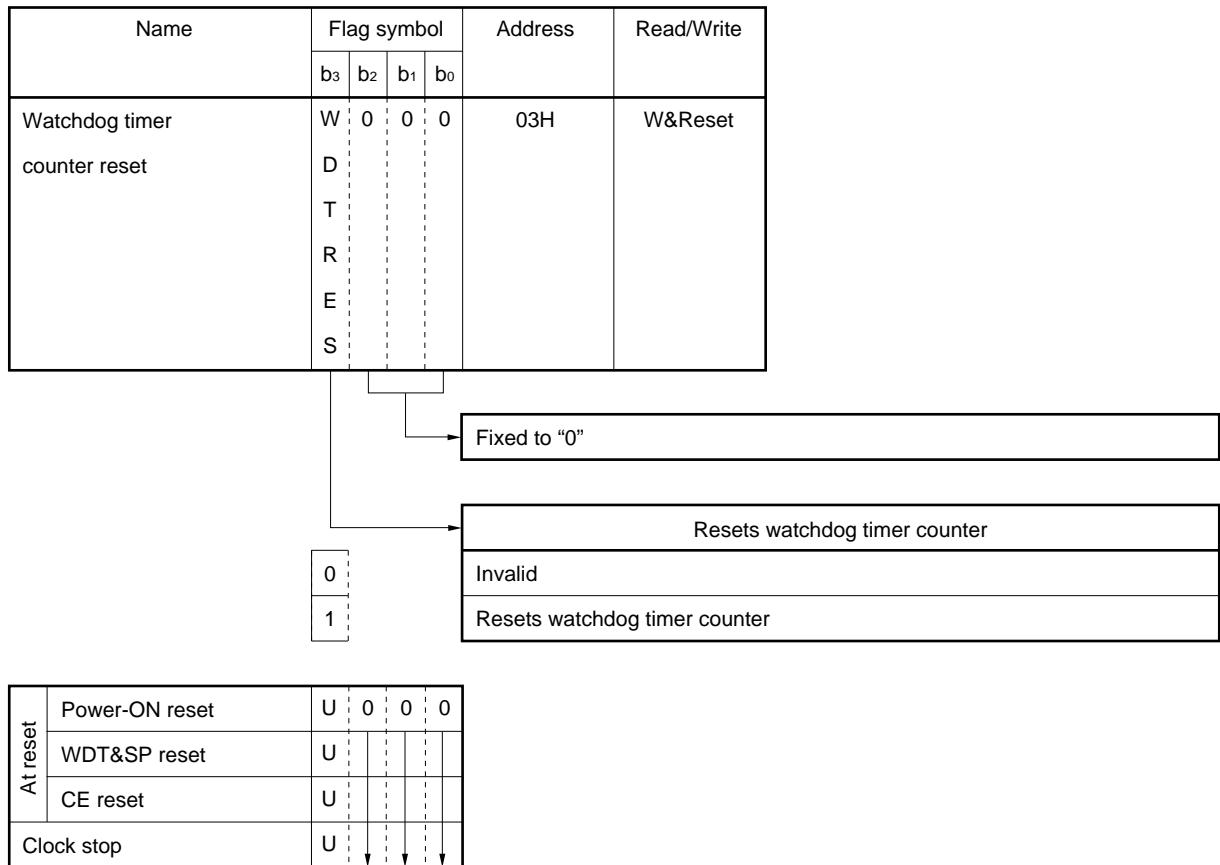 Name Flag symbol Address Read/Write
b3 b2 b1 b0
Watchdog timer W 0 0 0 03H W&Reset
counter reset D
T
R
E
S
Fixed to “0”
Resets watchdog timer counter
0 Invalid
1 Resets watchdog timer counter
At reset
Power-ON reset U 0 0 0
WDT&SP reset U
CE reset U
Clock stop U